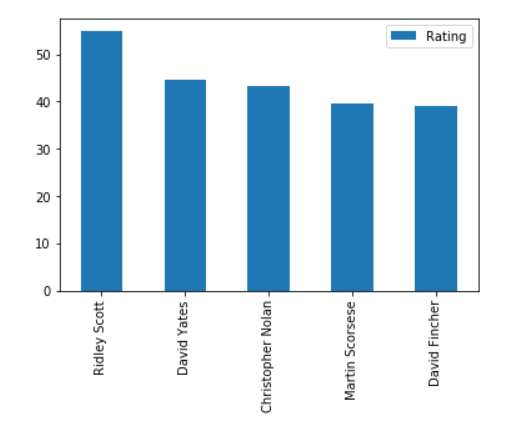 Rating
50
40
30
20
10
0
Ridley Scott
David Yates
Christopher Nolan
Martin Scorsese
David Fincher